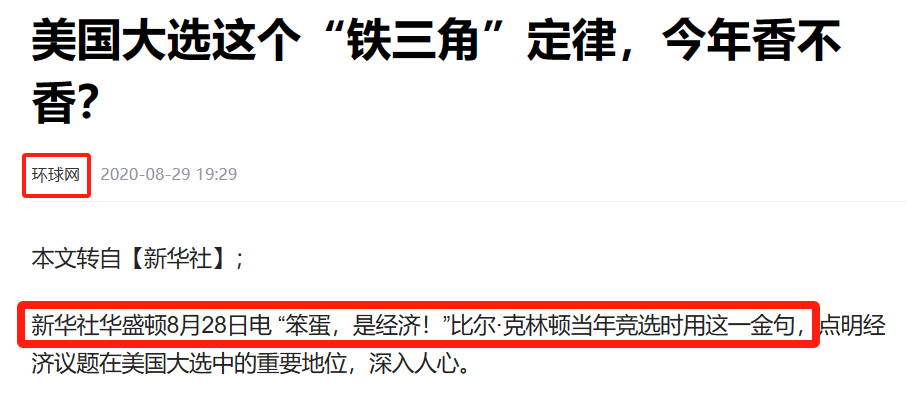 美国大选这个“铁三角”定律，今年香不
香？
环球网 2020-08-29 19:29
本文转自【新华社】；
新华社华盛顿8月28日电 “笨蛋，是经济！”比尔·克林顿当年竞选时用这一金句，点明经
济议题在美国大选中的重要地位，深入人心。